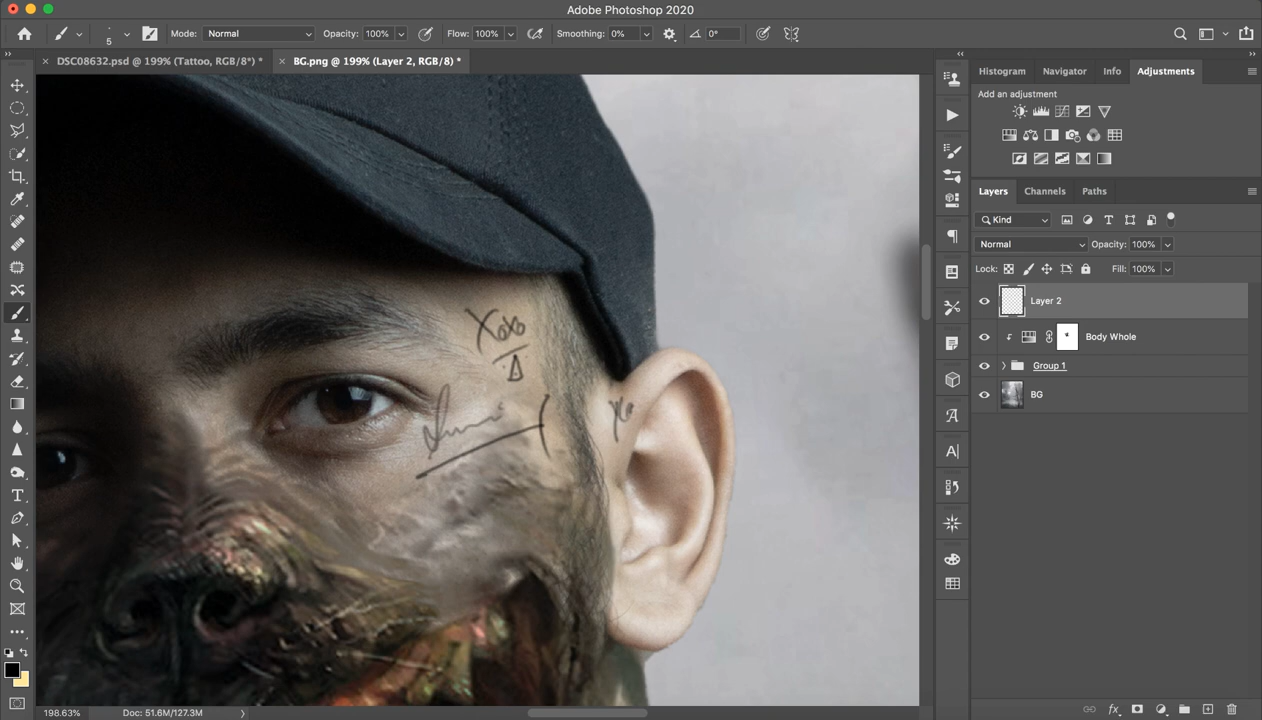 Adobe Photoshop 2020
5
Mode: Normal Opacity: 100% Flow: 100% Smoothing: 0% 0°
DSC08632.psd @ 199% (Tattoo, RGB/8*) *
BG.png @ 199% (Layer 2, RGB/8) *
Histogram Navigator Info Adjustments
Add an adjustment
Layers Channels Paths
Kind
Normal Opacity: 100%
Lock: Fill: 100%
Layer 2
Body Whole
Group 1
BG
Xoxo
Xo
198.63% Doc: 51.6M/127.3M
fx